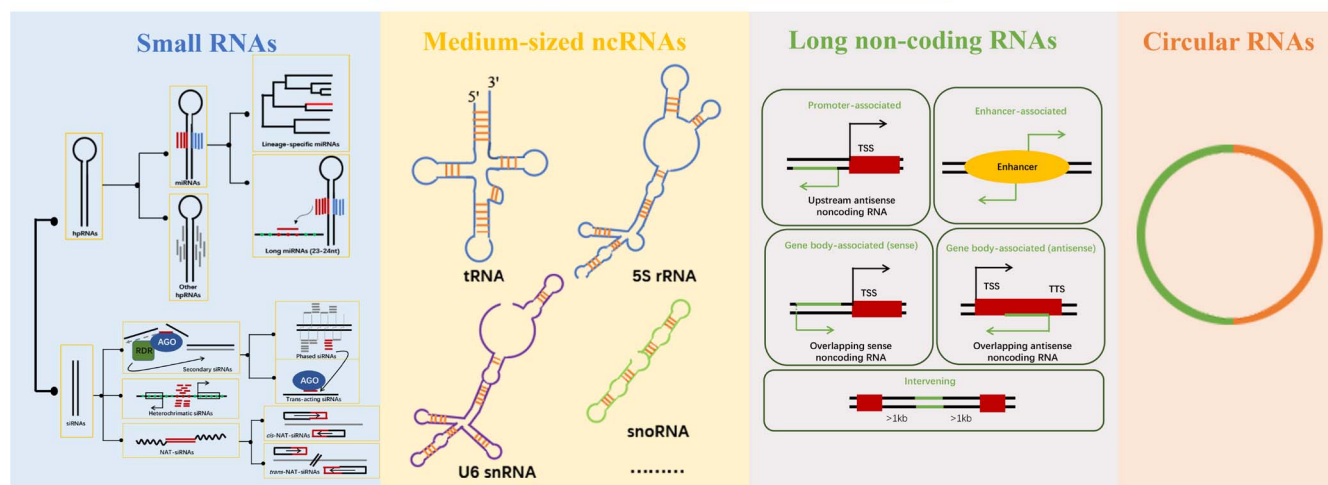 Small RNAs
hpRNAs
miRNAs
Lineage-specific miRNAs
Long miRNAs (23-24nt)
Other
hpRNAs
siRNAs
RDR
AGO
Secondary siRNAs
Phased siRNAs
AGO
Trans-acting siRNAs
Heterochrimatic siRNAs
NAT-siRNAs
cis-NAT-siRNAs
trans-NAT-siRNAs
Medium-sized ncRNAs
5'
3'
tRNA
5S rRNA
U6 snRNA
snoRNA
.........
Long non-coding RNAs
Promoter-associated
TSS
Upstream antisense
noncoding RNA
Enhancer-associated
Enhancer
Gene body-associated (sense)
TSS
Overlapping sense
noncoding RNA
Gene body-associated (antisense)
TSS
TTS
Overlapping antisense
noncoding RNA
Intervening
>1kb
>1kb
Circular RNAs